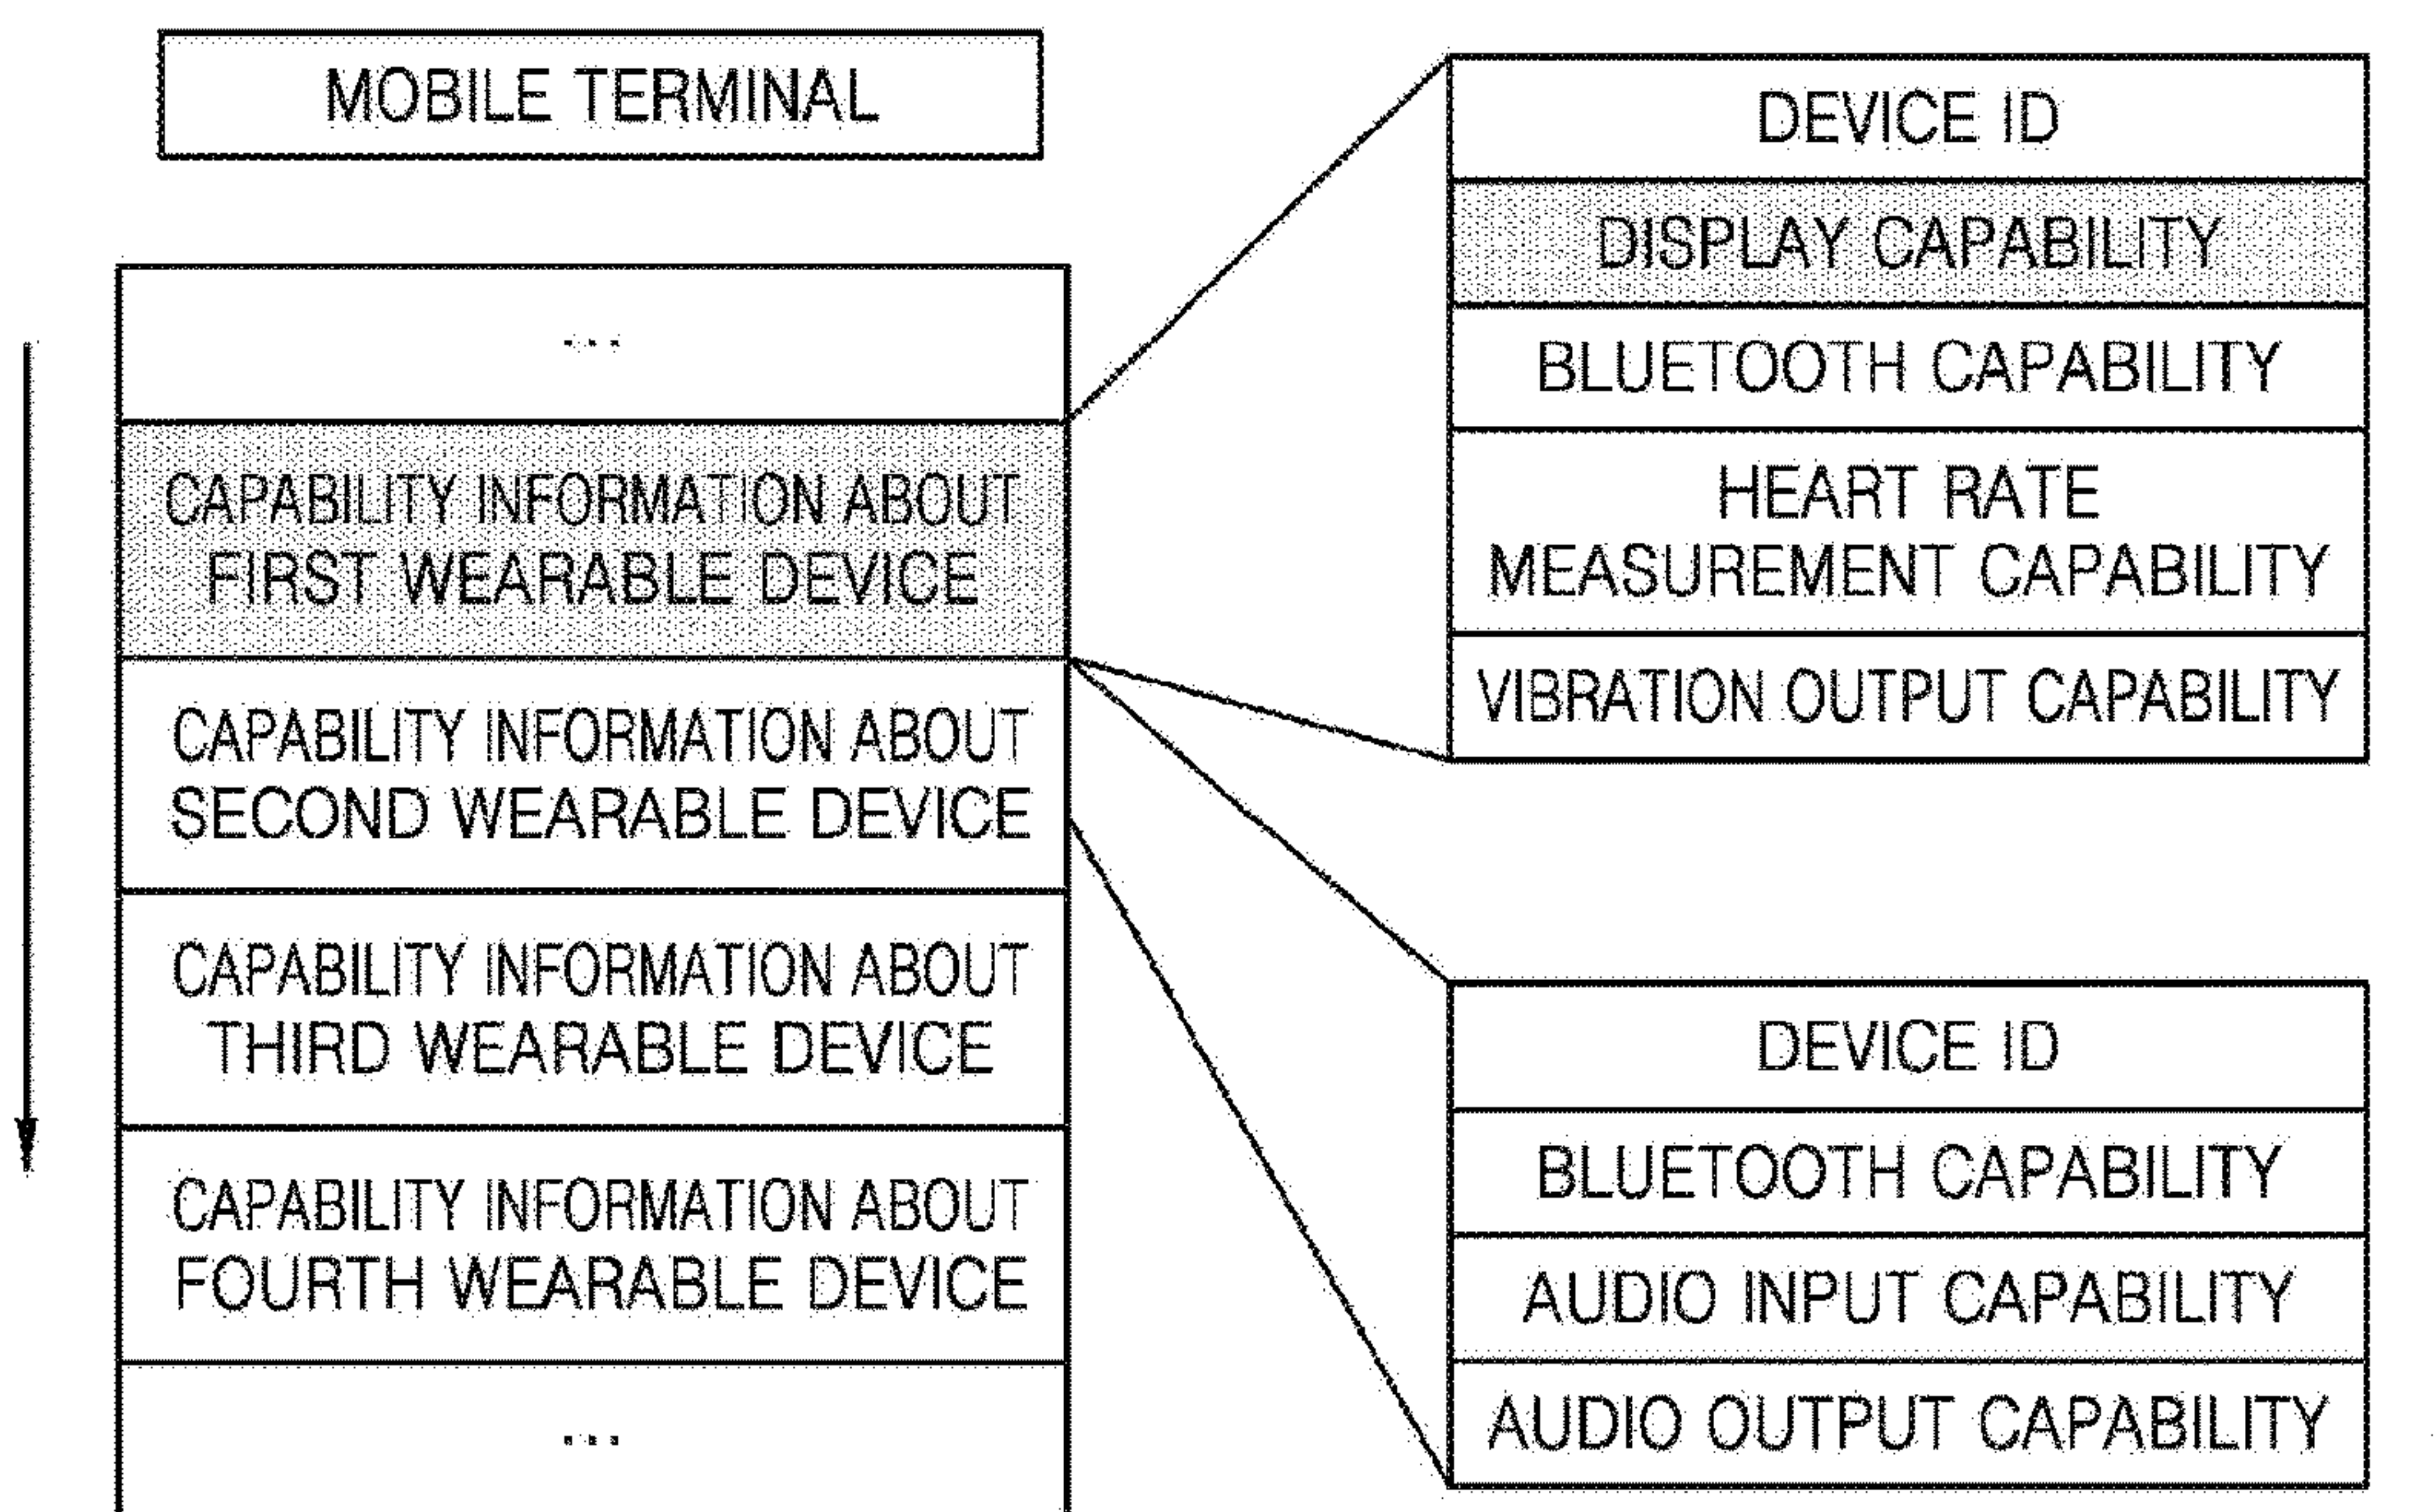 MOBILE TERMINAL
...
CAPABILITY INFORMATION ABOUT
FIRST WEARABLE DEVICE
CAPABILITY INFORMATION ABOUT
SECOND WEARABLE DEVICE
CAPABILITY INFORMATION ABOUT
THIRD WEARABLE DEVICE
CAPABILITY INFORMATION ABOUT
FOURTH WEARABLE DEVICE
...
DEVICE ID
DISPLAY CAPABILITY
BLUETOOTH CAPABILITY
HEART RATE
MEASUREMENT CAPABILITY
VIBRATION OUTPUT CAPABILITY
DEVICE ID
BLUETOOTH CAPABILITY
AUDIO INPUT CAPABILITY
AUDIO OUTPUT CAPABILITY